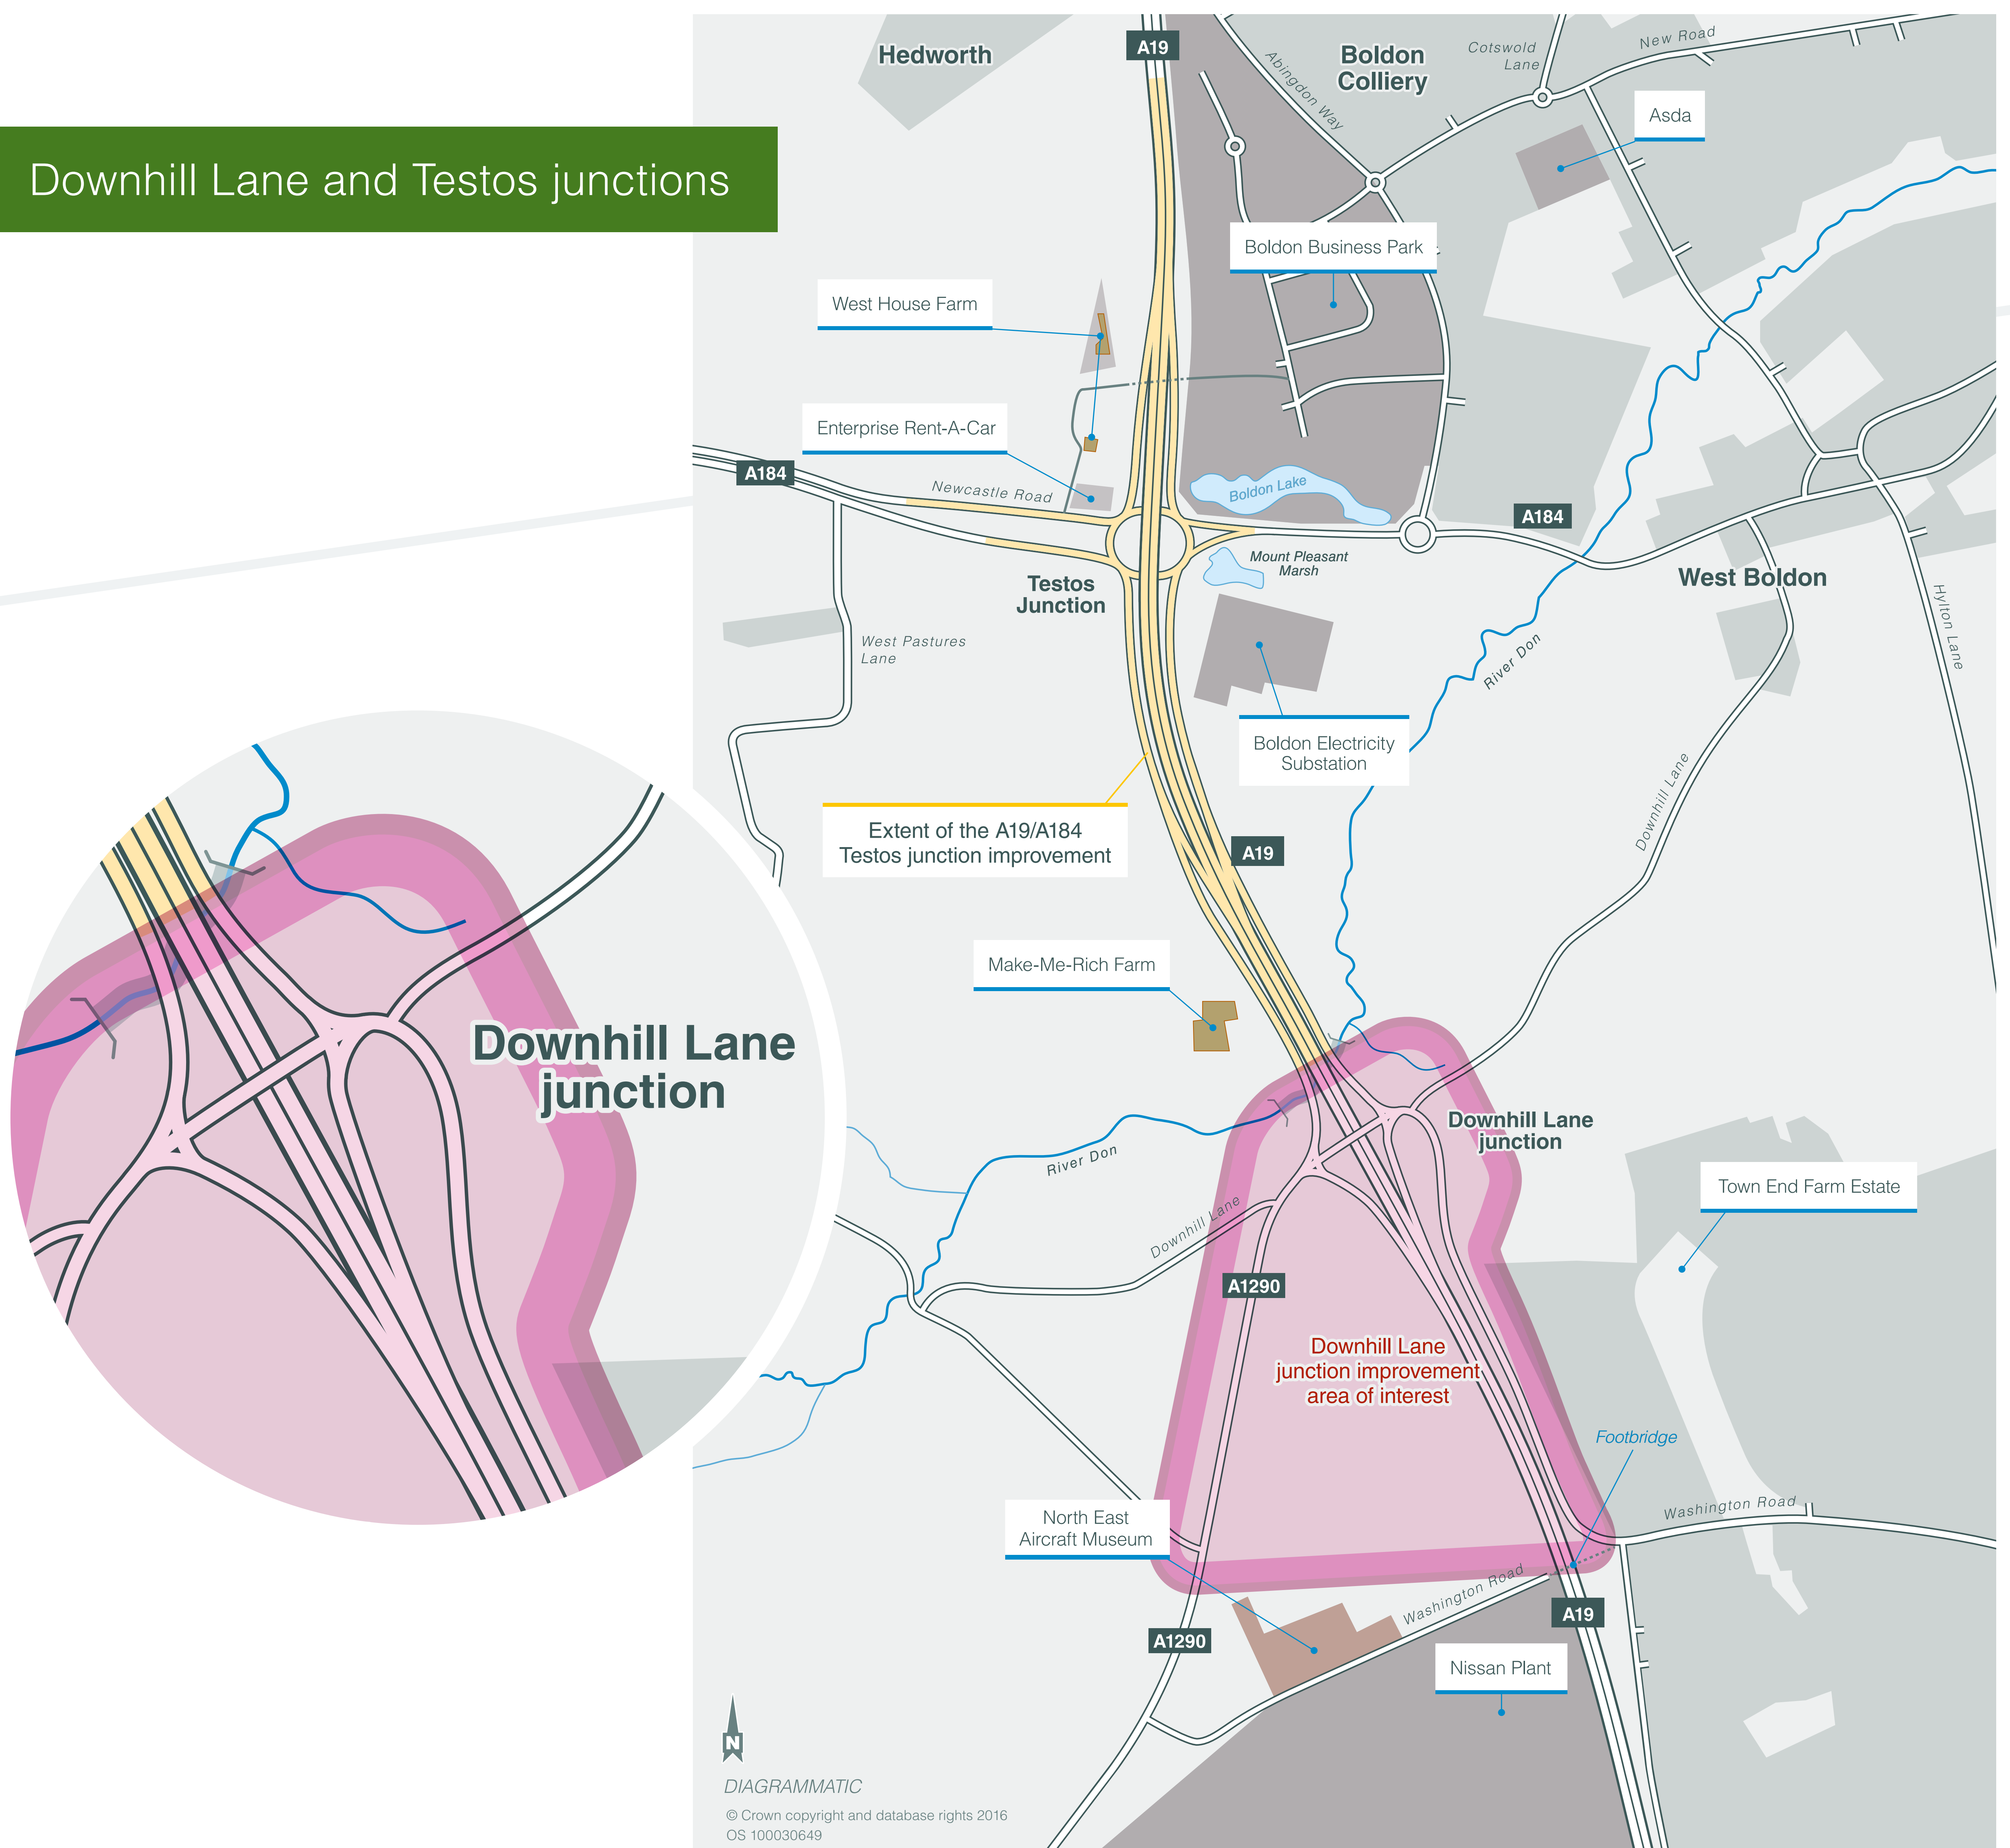 Downhill Lane and Testos junctions
Hedworth
A19
Boldon
Colliery
Cotswold
Lane
New Road
Abingdon Way
Asda
Boldon Business Park
West House Farm
Enterprise Rent-A-Car
A184
Newcastle Road
Boldon Lake
A184
Mount Pleasant
Marsh
Testos
Junction
West Boldon
Hylton Lane
West Pastures
Lane
River Don
Boldon Electricity
Substation
Downhill Lane
Extent of the A19/A184
Testos junction improvement
A19
Make-Me-Rich Farm
Downhill Lane
junction
Downhill Lane
junction
River Don
Town End Farm Estate
Downhill Lane
A1290
Downhill Lane
junction improvement
area of interest
Footbridge
North East
Aircraft Museum
Washington Road
Washington Road
A19
A1290
Nissan Plant
N
DIAGRAMMATIC
© Crown copyright and database rights 2016
OS 100030649